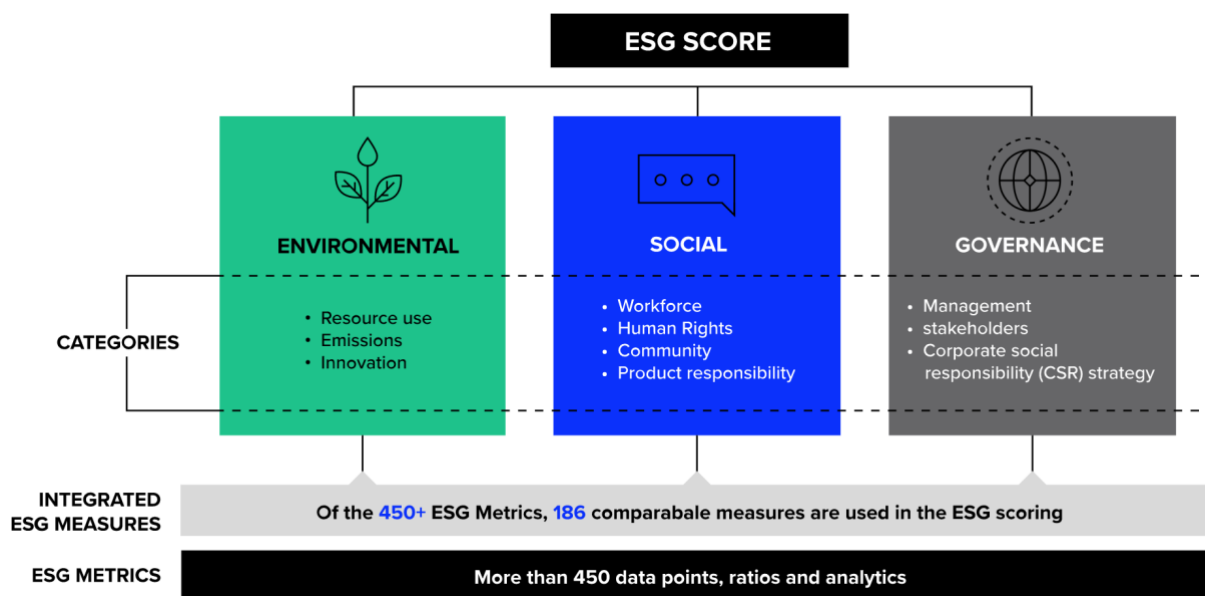 ESG SCORE
ENVIRONMENTAL
SOCIAL
GOVERNANCE
CATEGORIES
• Resource use
• Emissions
• Innovation
• Workforce
• Human Rights
• Community
• Product responsibility
• Management
• stakeholders
• Corporate social
responsibility (CSR) strategy
INTEGRATED
ESG MEASURES
Of the 450+ ESG Metrics, 186 comparabale measures are used in the ESG scoring
ESG METRICS
More than 450 data points, ratios and analytics